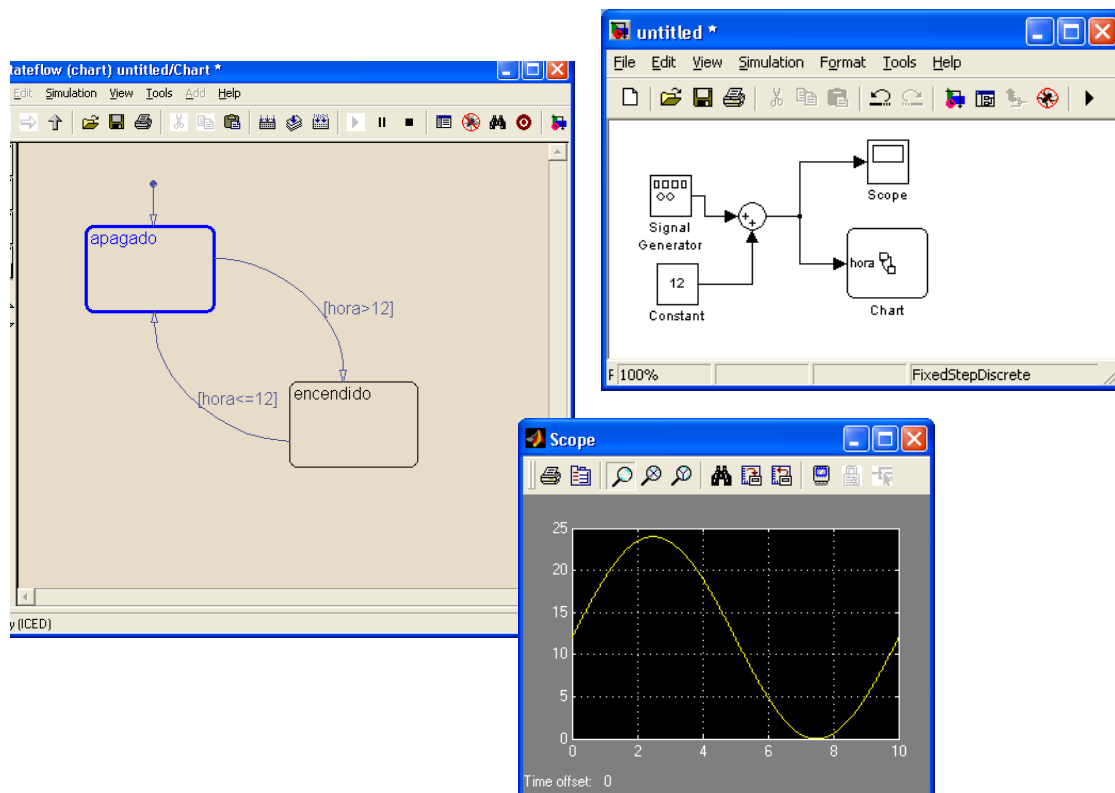 tateflow (chart) untitled/Chart *
Edit Simulation View Tools Add Help
apagado
[hora>12]
[hora<=12]
encendido
y (ICED)
untitled *
File Edit View Simulation Format Tools Help
Scope
Signal
Generator
hora
12
Constant
Chart
F 100% FixedStepDiscrete
Scope
25
20
15
10
5
0
0 2 4 6 8 10
Time offset: 0